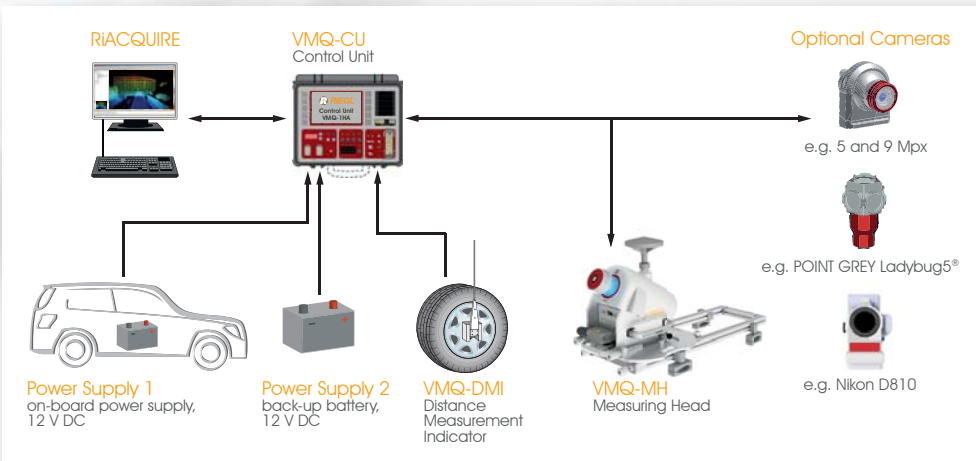 RiACQUIRE
VMQ-CU
Control Unit
Optional Cameras
RIEGL
Control Unit
VMQ-1HA
e.g. 5 and 9 Mpx
e.g. POINT GREY Ladybug5®
e.g. Nikon D810
Power Supply 1
on-board power supply,
12 V DC
Power Supply 2
back-up battery,
12 V DC
VMQ-DMI
Distance
Measurement
Indicator
VMQ-MH
Measuring Head